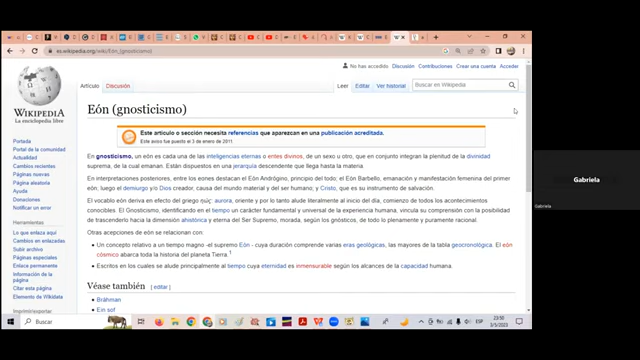 es.wikipedia.org/wiki/Eón_(gnosticismo)
No has accedido Discusión Contribuciones Crear una cuenta Acceder
WIKIPEDIA
La enciclopedia libre
Artículo Discusión
Leer Editar Ver historial
Buscar en Wikipedia
Portada
Portal de la comunidad
Actualidad
Cambios recientes
Páginas nuevas
Página aleatoria
Ayuda
Donaciones
Notificar un error
Herramientas
Lo que enlaza aquí
Cambios en enlazadas
Subir archivo
Páginas especiales
Enlace permanente
Información de la página
Citar esta página
Elemento de Wikidata
Imprimir/exportar
Eón (gnosticismo)
Este artículo o sección necesita referencias que aparezcan en una publicación acreditada.
Este aviso fue puesto el 3 de enero de 2011.
En gnosticismo, un eón es cada una de las inteligencias eternas o entes divinos, de un sexo u otro, que en conjunto integran la plenitud de la divinidad
suprema, de la cual emanan. Están dispuestos en una jerarquía descendente que llega hasta la materia.
En interpretaciones posteriores, entre los eones destacan el Eón Andrógino, principio del todo; el Eón Barbello, emanación y manifestación femenina del primer
eón, luego el demiurgo y/o Dios creador, causa del mundo material y del ser humano; y Cristo, que es su instrumento de salvación.
El vocablo eón deriva en efecto del griego ηώς: aurora, oriente y por lo tanto alude literalmente al inicio del día, comienzo de todos los acontecimientos
conocibles. El Gnosticismo, identificando en el tiempo un carácter fundamental y universal de la experiencia humana, vincula su comprensión con la posibilidad
de trascenderlo hacia la dimensión ahistórica y eterna del Ser Supremo, morada, según los gnósticos, de todo lo plenamente y puramente racional.
Otras acepciones de eón se relacionan con:
Un concepto relativo a un tiempo magno -el supremo Eón - cuya duración comprende varias eras geológicas, las mayores de la tabla geocronológica. El eón
cósmico abarca toda la historia del planeta Tierra.1
Escritos en los cuales se alude principalmente al tiempo cuya eternidad es inmensurable según los alcances de la capacidad humana.
Véase también [ editar ]
Bráhman
Ein sof
Buscar
ESP
23:50
3/5/2023
Gabriela
Gabriela